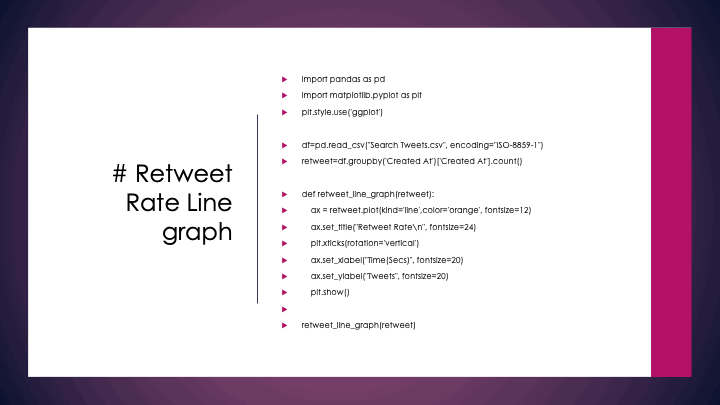 # Retweet
Rate Line
graph
import pandas as pd
import matplotlib.pyplot as plt
plt.style.use('ggplot')
df=pd.read_csv("Search Tweets.csv", encoding="ISO-8859-1")
retweet=df.groupby('Created At')['Created At'].count()
def retweet_line_graph(retweet):
ax = retweet.plot(kind='line',color='orange', fontsize=12)
ax.set_title("Retweet Rate\n", fontsize=24)
plt.xticks(rotation='vertical')
ax.set_xlabel("Time(Secs)", fontsize=20)
ax.set_ylabel("Tweets", fontsize=20)
plt.show()
retweet_line_graph(retweet)